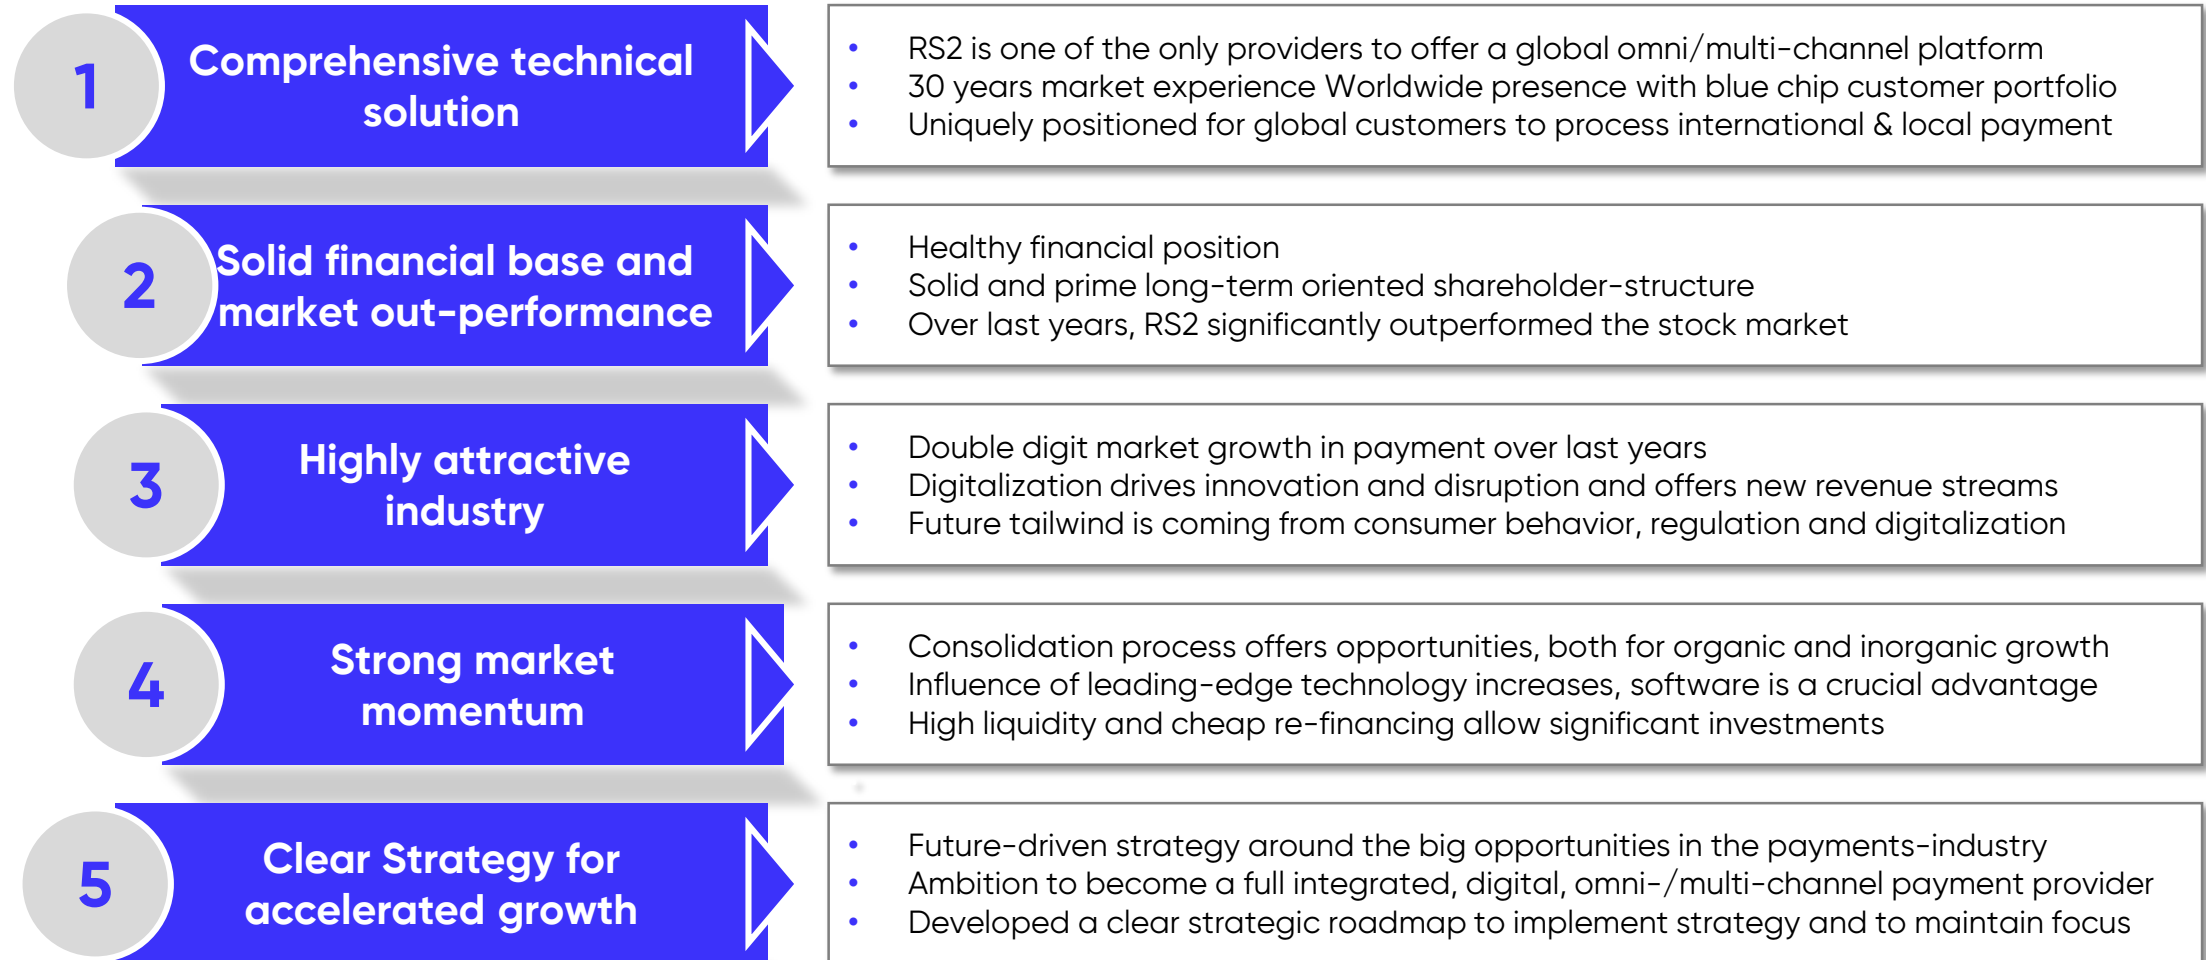 1
Comprehensive technical
solution
• RS2 is one of the only providers to offer a global omni/multi-channel platform
• 30 years market experience Worldwide presence with blue chip customer portfolio
• Uniquely positioned for global customers to process international & local payment
2
Solid financial base and
market out-performance
• Healthy financial position
• Solid and prime long-term oriented shareholder-structure
• Over last years, RS2 significantly outperformed the stock market
3
Highly attractive
industry
• Double digit market growth in payment over last years
• Digitalization drives innovation and disruption and offers new revenue streams
• Future tailwind is coming from consumer behavior, regulation and digitalization
4
Strong market
momentum
• Consolidation process offers opportunities, both for organic and inorganic growth
• Influence of leading-edge technology increases, software is a crucial advantage
• High liquidity and cheap re-financing allow significant investments
5
Clear Strategy for
accelerated growth
• Future-driven strategy around the big opportunities in the payments-industry
• Ambition to become a full integrated, digital, omni-/multi-channel payment provider
• Developed a clear strategic roadmap to implement strategy and to maintain focus